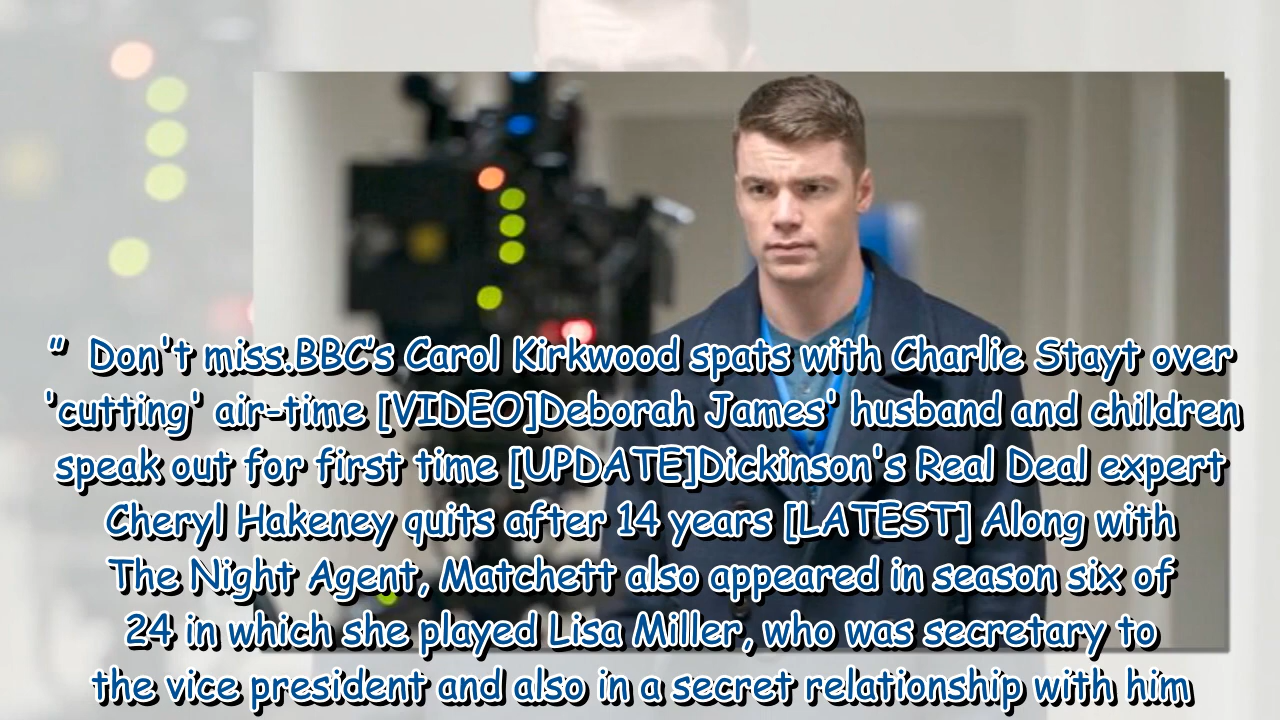 ” Don't miss.BBC’s Carol Kirkwood spats with Charlie Stayt over
'cutting' air-time [VIDEO]Deborah James' husband and children
speak out for first time [UPDATE]Dickinson's Real Deal expert
Cheryl Hakeney quits after 14 years [LATEST] Along with
The Night Agent, Matchett also appeared in season six of
24 in which she played Lisa Miller, who was secretary to
the vice president and also in a secret relationship with him